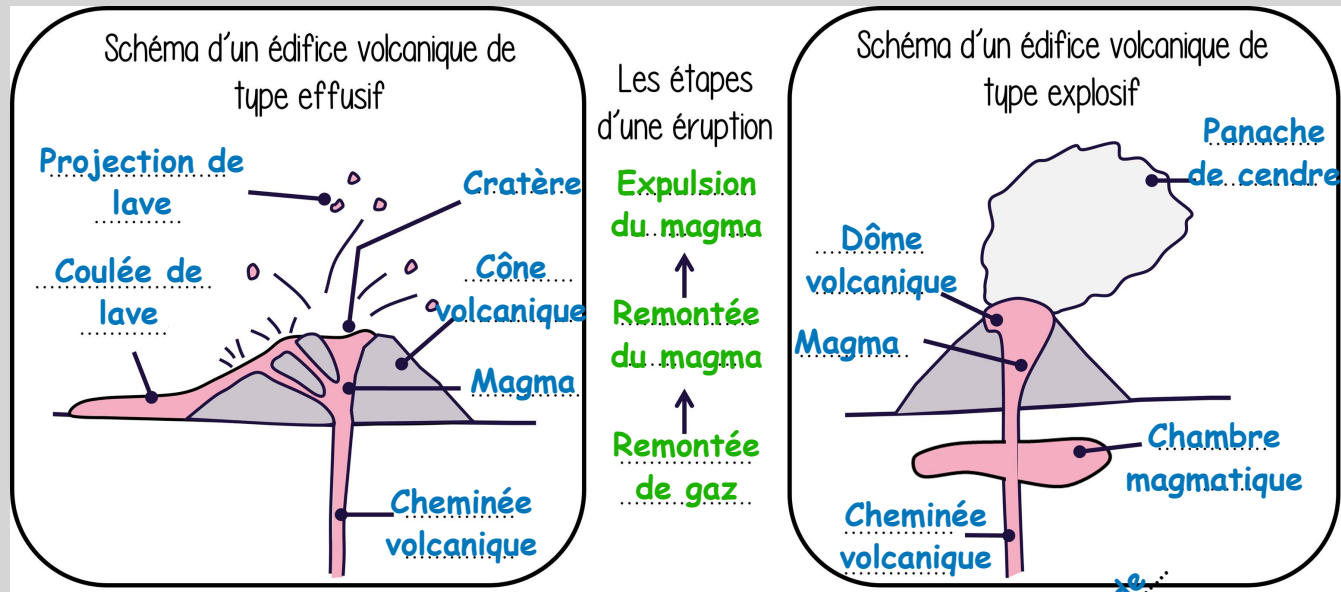 Schéma d'un édifice volcanique de
type effusif
Projection de
lave
Cratère
Coulée de
lave
Cône
volcanique
Magma
Cheminée
volcanique
Les étapes
d'une éruption
Expulsion
du magma
Remontée
du magma
Remontée
de gaz
Schéma d'un édifice volcanique de
type explosif
Panache
de cendre
Dôme
volcanique
Magma
Chambre
magmatique
Cheminée
volcanique